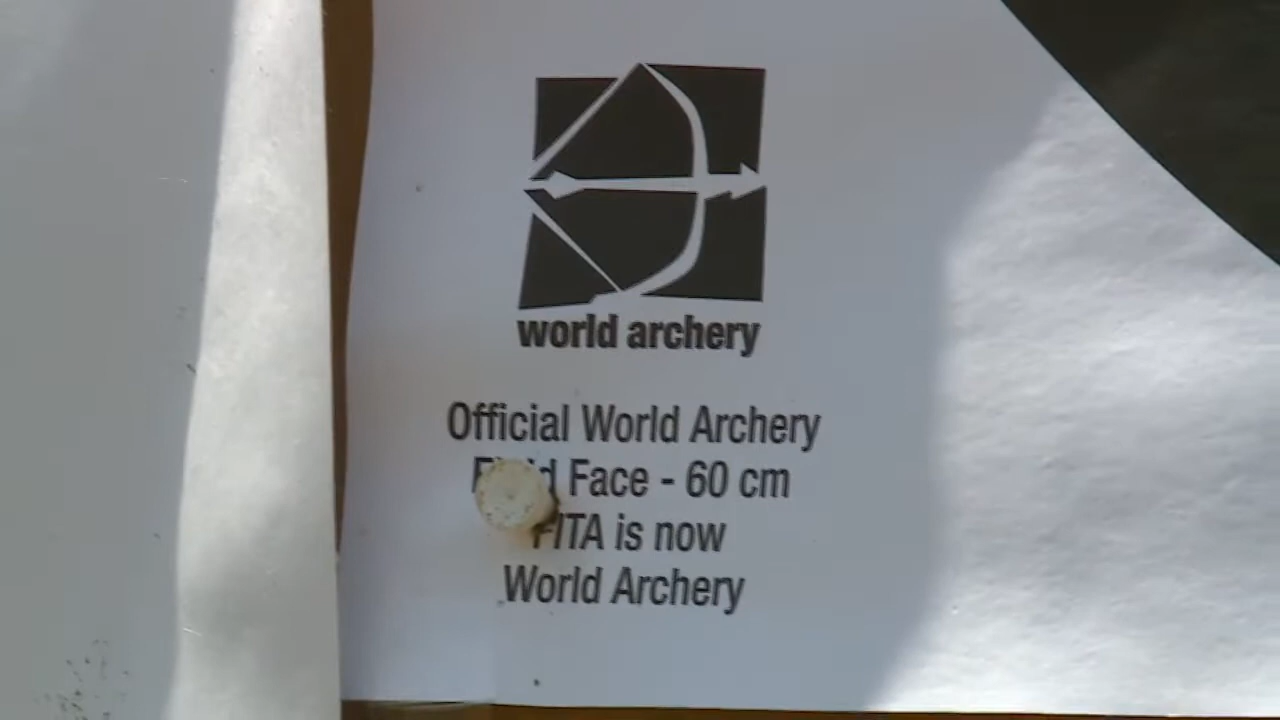 world archery
Official World Archery
Face - 60 cm
FITA is now
World Archery